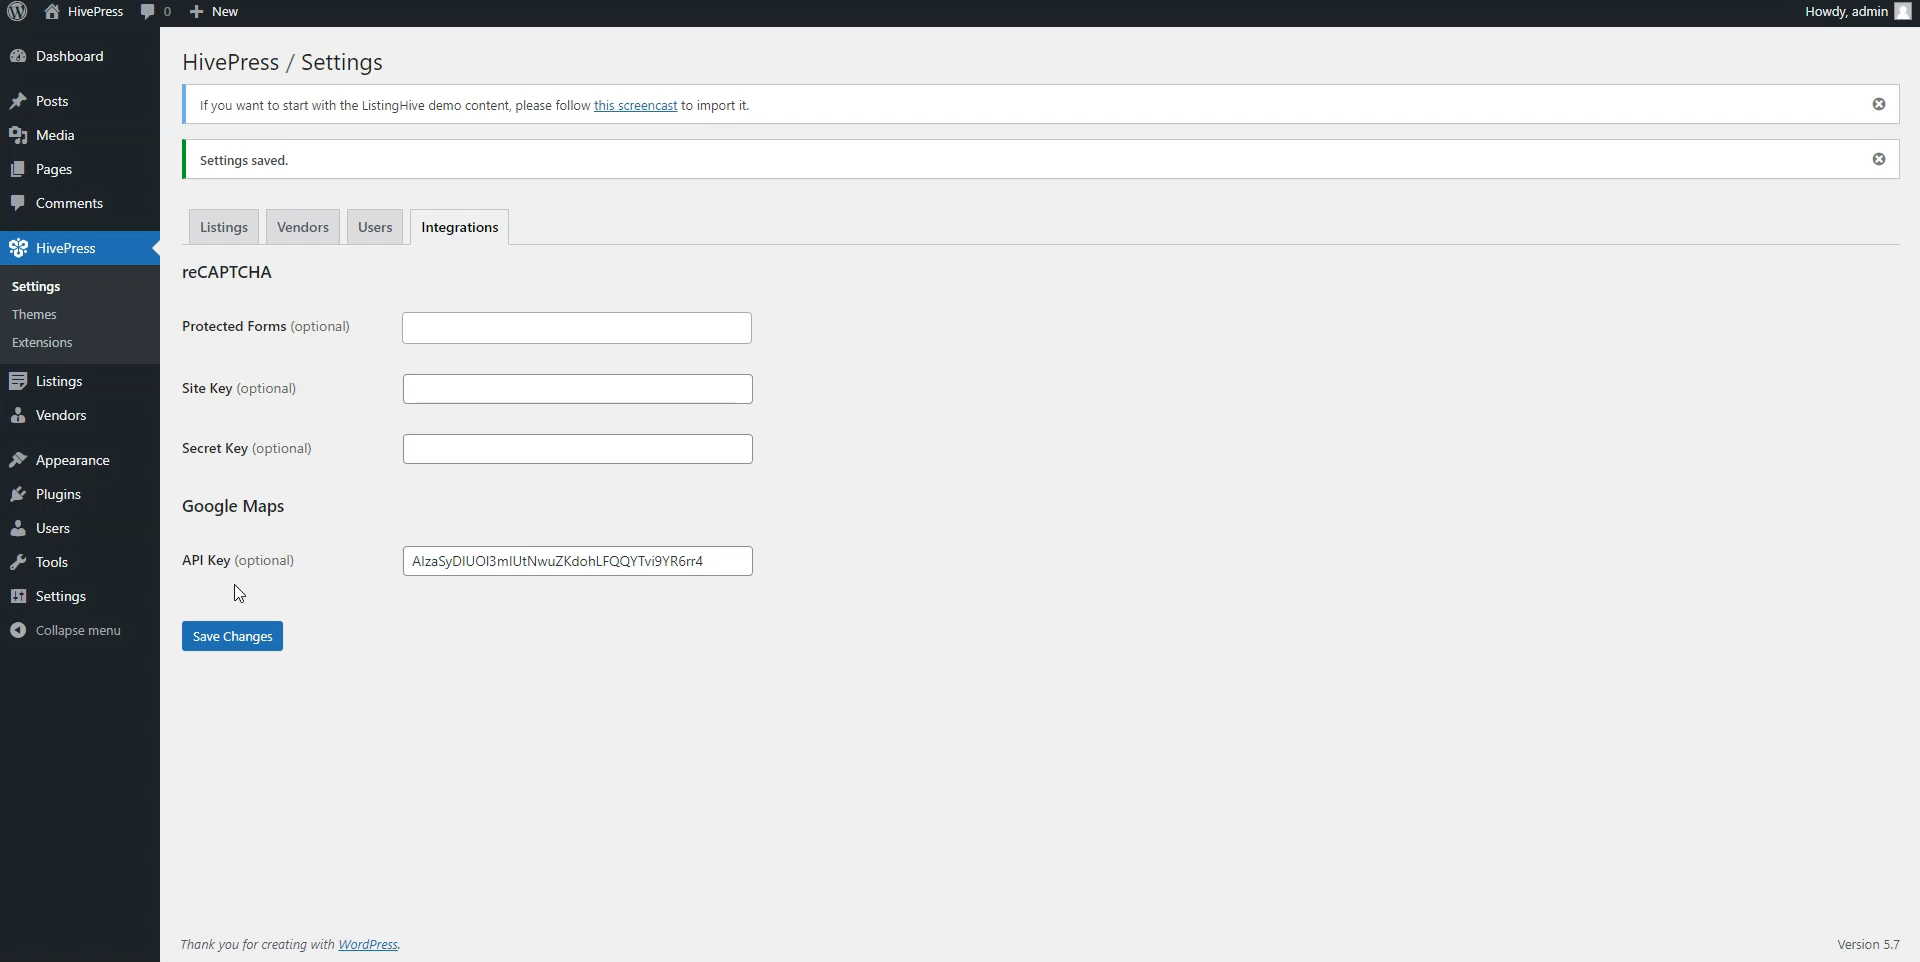 HivePress 0 New Howdy, admin
Dashboard
Posts
Media
Pages
Comments
HivePress
Settings
Themes
Extensions
Listings
Vendors
Appearance
Plugins
Users
Tools
Settings
Collapse menu
HivePress / Settings
If you want to start with the ListingHive demo content, please follow this screencast to import it.
Settings saved.
Listings Vendors Users Integrations
reCAPTCHA
Protected Forms (optional)
Site Key (optional)
Secret Key (optional)
Google Maps
API Key (optional)
Save Changes
Thank you for creating with WordPress.
Version 5.7